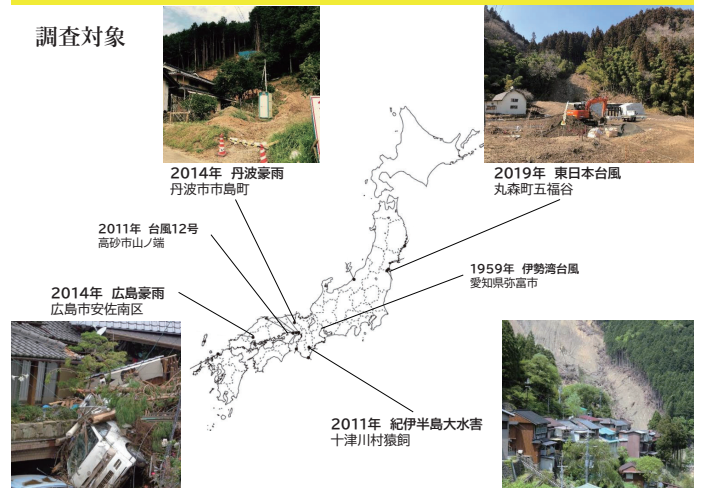 調査対象
2014年 丹波豪雨
丹波市市島町
2019年 東日本台風
丸森町五福谷
2011年 台風12号
高砂市山ノ端
1959年 伊勢湾台風
愛知県弥富市
2014年 広島豪雨
広島市安佐南区
2011年 紀伊半島大水害
十津川村猿飼